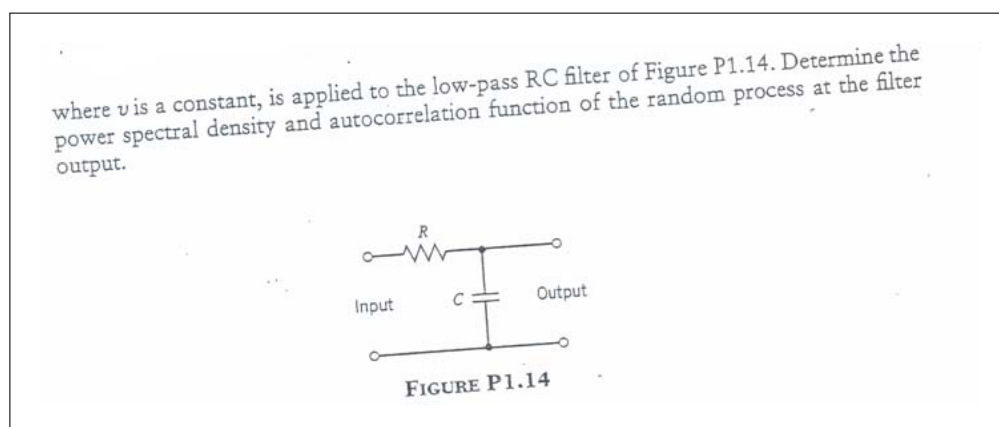 where v is a constant, is applied to the low-pass RC filter of Figure P1.14. Determine the
power spectral density and autocorrelation function of the random process at the filter
output.
R
Input
C
Output
FIGURE P1.14